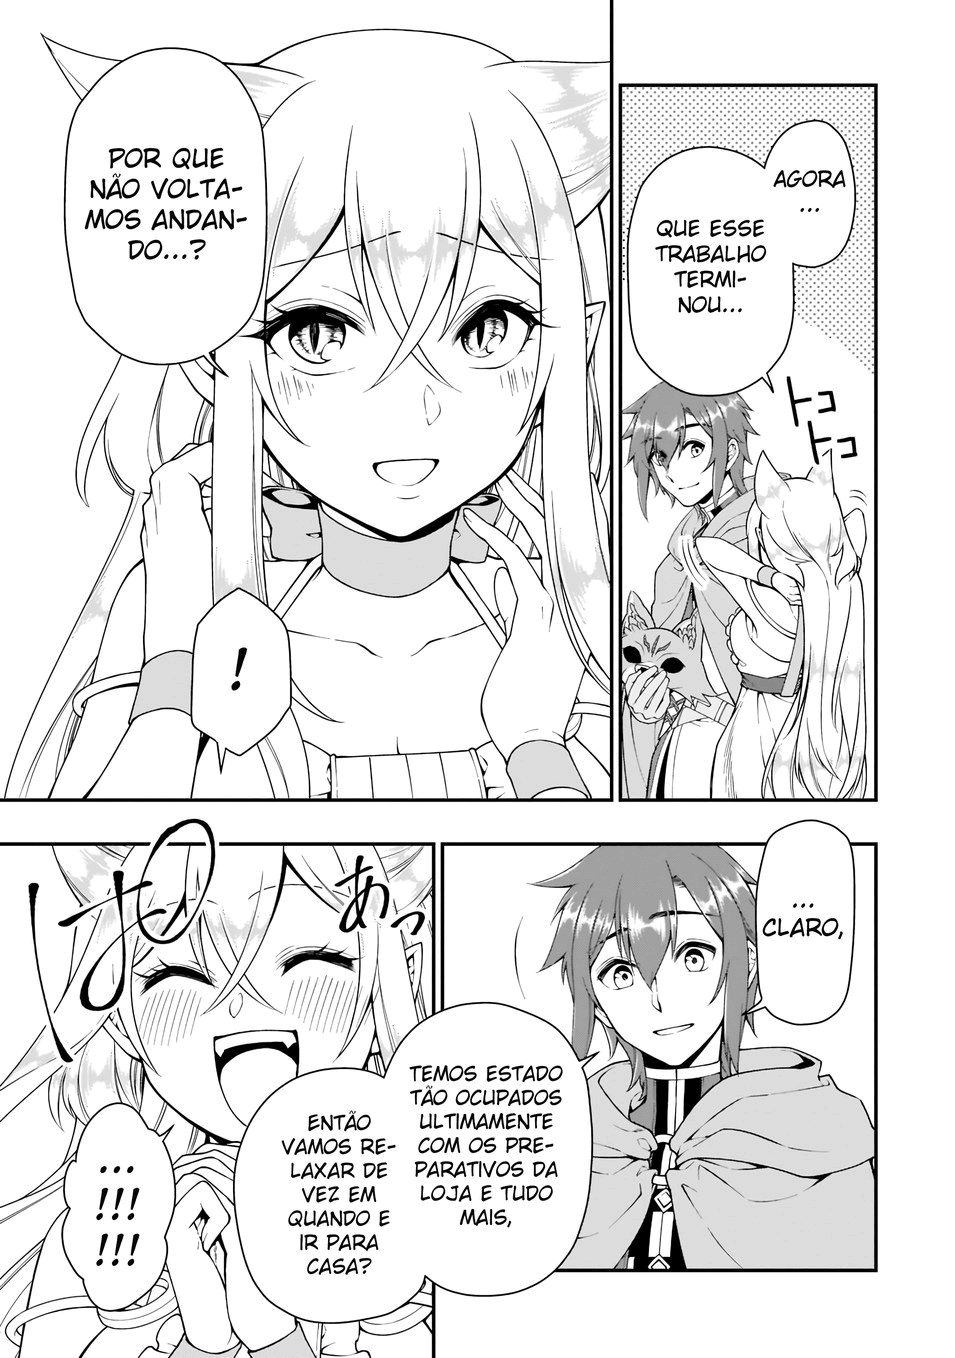 AGORA
...
QUE ESSE
TRABALHO
TERMI-
NOU...
トコ
トコ
POR QUE
NÃO VOLTA-
MOS ANDAN-
DO...?
!
...
CLARO,
TEMOS ESTADO
TÃO OCUPADOS
ULTIMAMENTE
COM OS PRE-
PARATIVOS DA
LOJA E TUDO
MAIS,
ENTÃO
VAMOS RE-
LAXAR DE
VEZ EM
QUANDO E
IR PARA
CASA?
ぱあっ
...
!!!
!!!